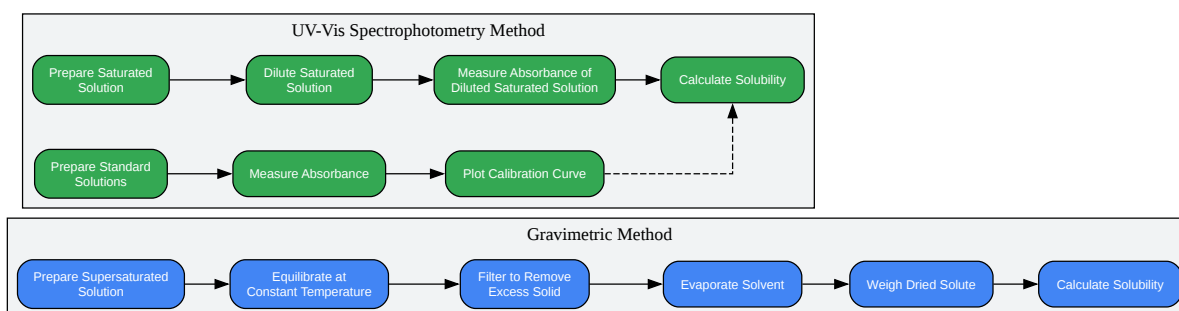 UV-Vis Spectrophotometry Method
Prepare Saturated
Solution
Dilute Saturated
Solution
Measure Absorbance of
Diluted Saturated Solution
Calculate Solubility
Prepare Standard
Solutions
Measure Absorbance
Plot Calibration Curve
Gravimetric Method
Prepare Supersaturated
Solution
Equilibrate at
Constant Temperature
Filter to Remove
Excess Solid
Evaporate Solvent
Weigh Dried Solute
Calculate Solubility